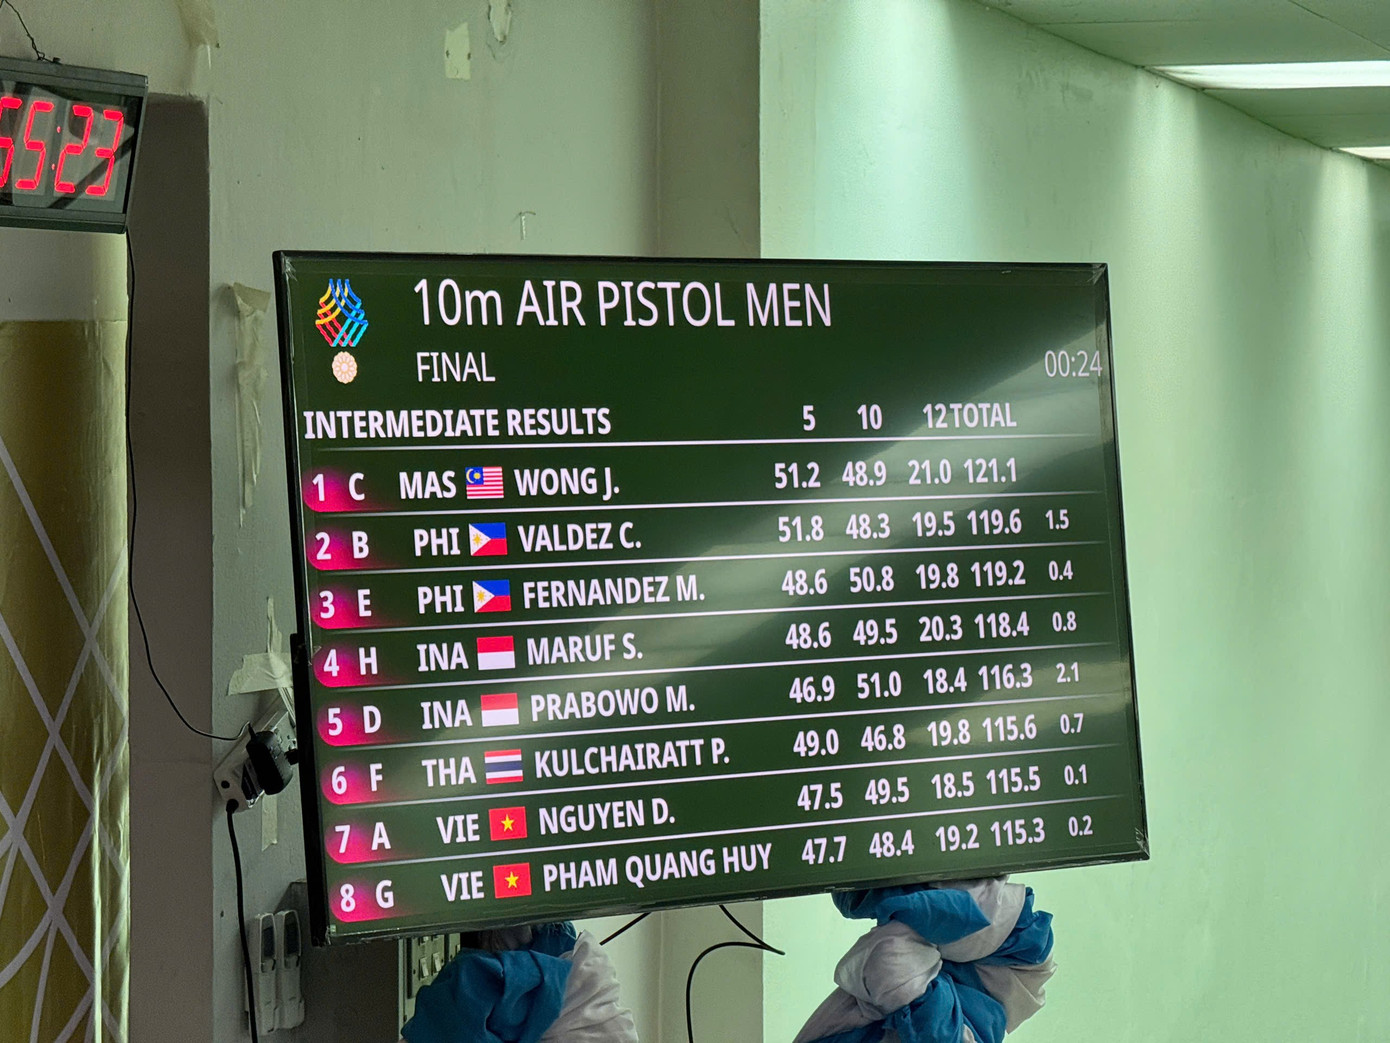 55:23
10m AIR PISTOL MEN
FINAL
00:24
INTERMEDIATE RESULTS 5 10 12 TOTAL
1 C MAS WONG J. 51.2 48.9 21.0 121.1
2 B PHI VALDEZ C. 51.8 48.3 19.5 119.6 1.5
3 E PHI FERNANDEZ M. 48.6 50.8 19.8 119.2 0.4
4 H INA MARUF S. 48.6 49.5 20.3 118.4 0.8
5 D INA PRABOWO M. 46.9 51.0 18.4 116.3 2.1
6 F THA KULCHAIRATT P. 49.0 46.8 19.8 115.6 0.7
7 A VIE NGUYEN D. 47.5 49.5 18.5 115.5 0.1
8 G VIE PHAM QUANG HUY 47.7 48.4 19.2 115.3 0.2